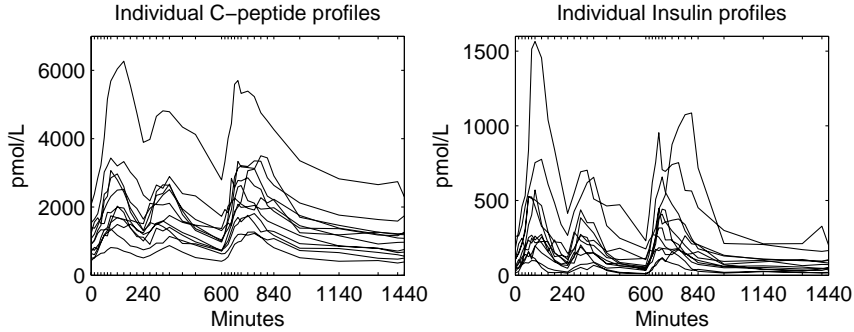 Individual C−peptide profiles
pmol/L
6000
4000
2000
0
0 240 600 840 1140 1440
Minutes
Individual Insulin profiles
pmol/L
1500
1000
500
0
0 240 600 840 1140 1440
Minutes